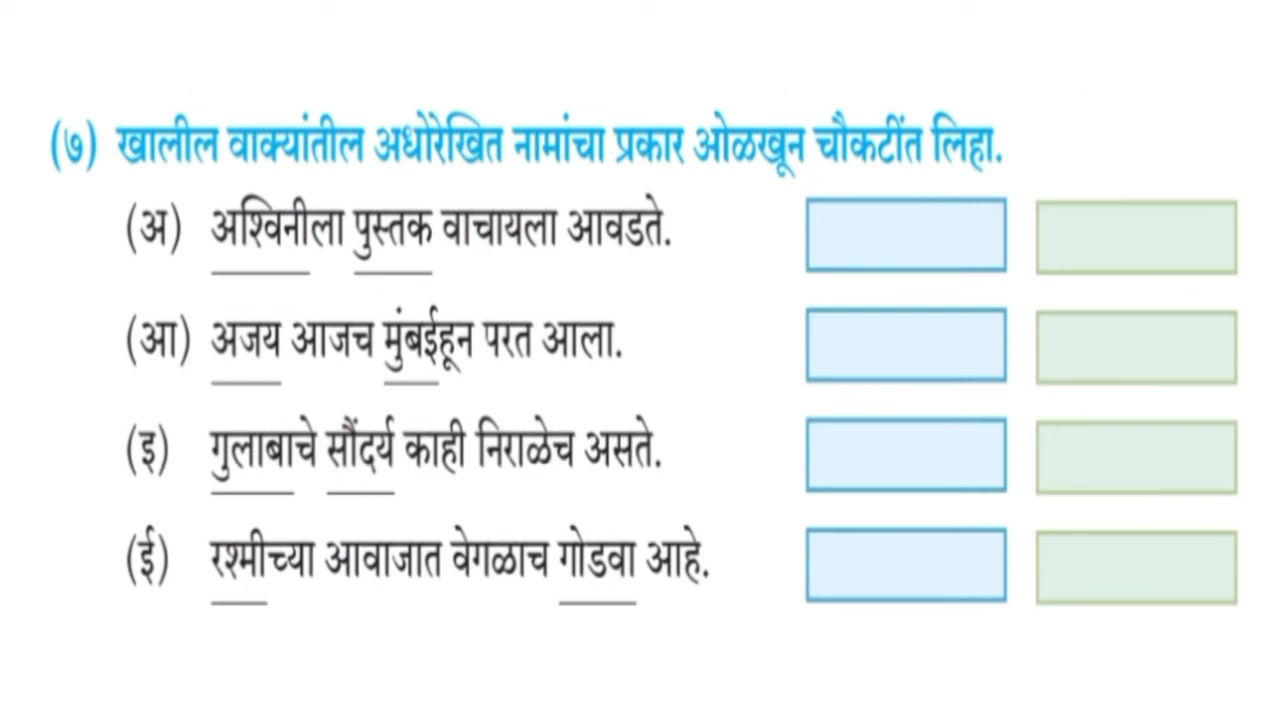 (७) खालील वाक्यांतील अधोरेखित नामांचा प्रकार ओळखून चौकटींत लिहा.
(अ) अश्विनीला पुस्तक वाचायला आवडते.
(आ) अजय आजच मुंबईहून परत आला.
(इ) गुलाबाचे सौंदर्य काही निराळेच असते.
(ई) रश्मीच्या आवाजात वेगळाच गोडवा आहे.